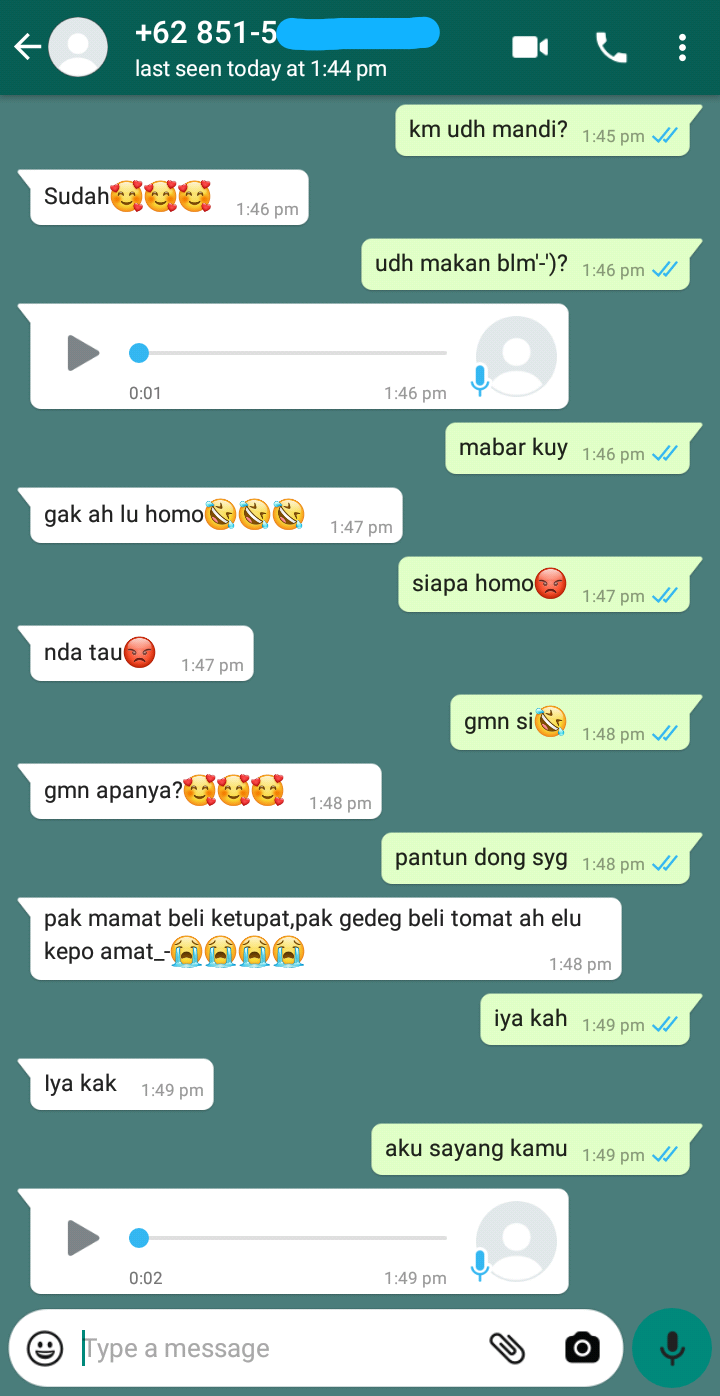 +62 851-5
last seen today at 1:44 pm
km udh mandi? 1:45 pm
Sudah🥰🥰🥰 1:46 pm
udh makan blm'-')? 1:46 pm
0:01 1:46 pm
mabar kuy 1:46 pm
gak ah lu homo🤣🤣🤣 1:47 pm
siapa homo😡 1:47 pm
nda tau😡 1:47 pm
gmn si🤣 1:48 pm
gmn apanya?🥰🥰🥰 1:48 pm
pantun dong syg 1:48 pm
pak mamat beli ketupat,pak gedeg beli tomat ah elu
kepo amat_-😭😭😭😭 1:48 pm
iya kah 1:49 pm
Iya kak 1:49 pm
aku sayang kamu 1:49 pm
0:02 1:49 pm
Type a message